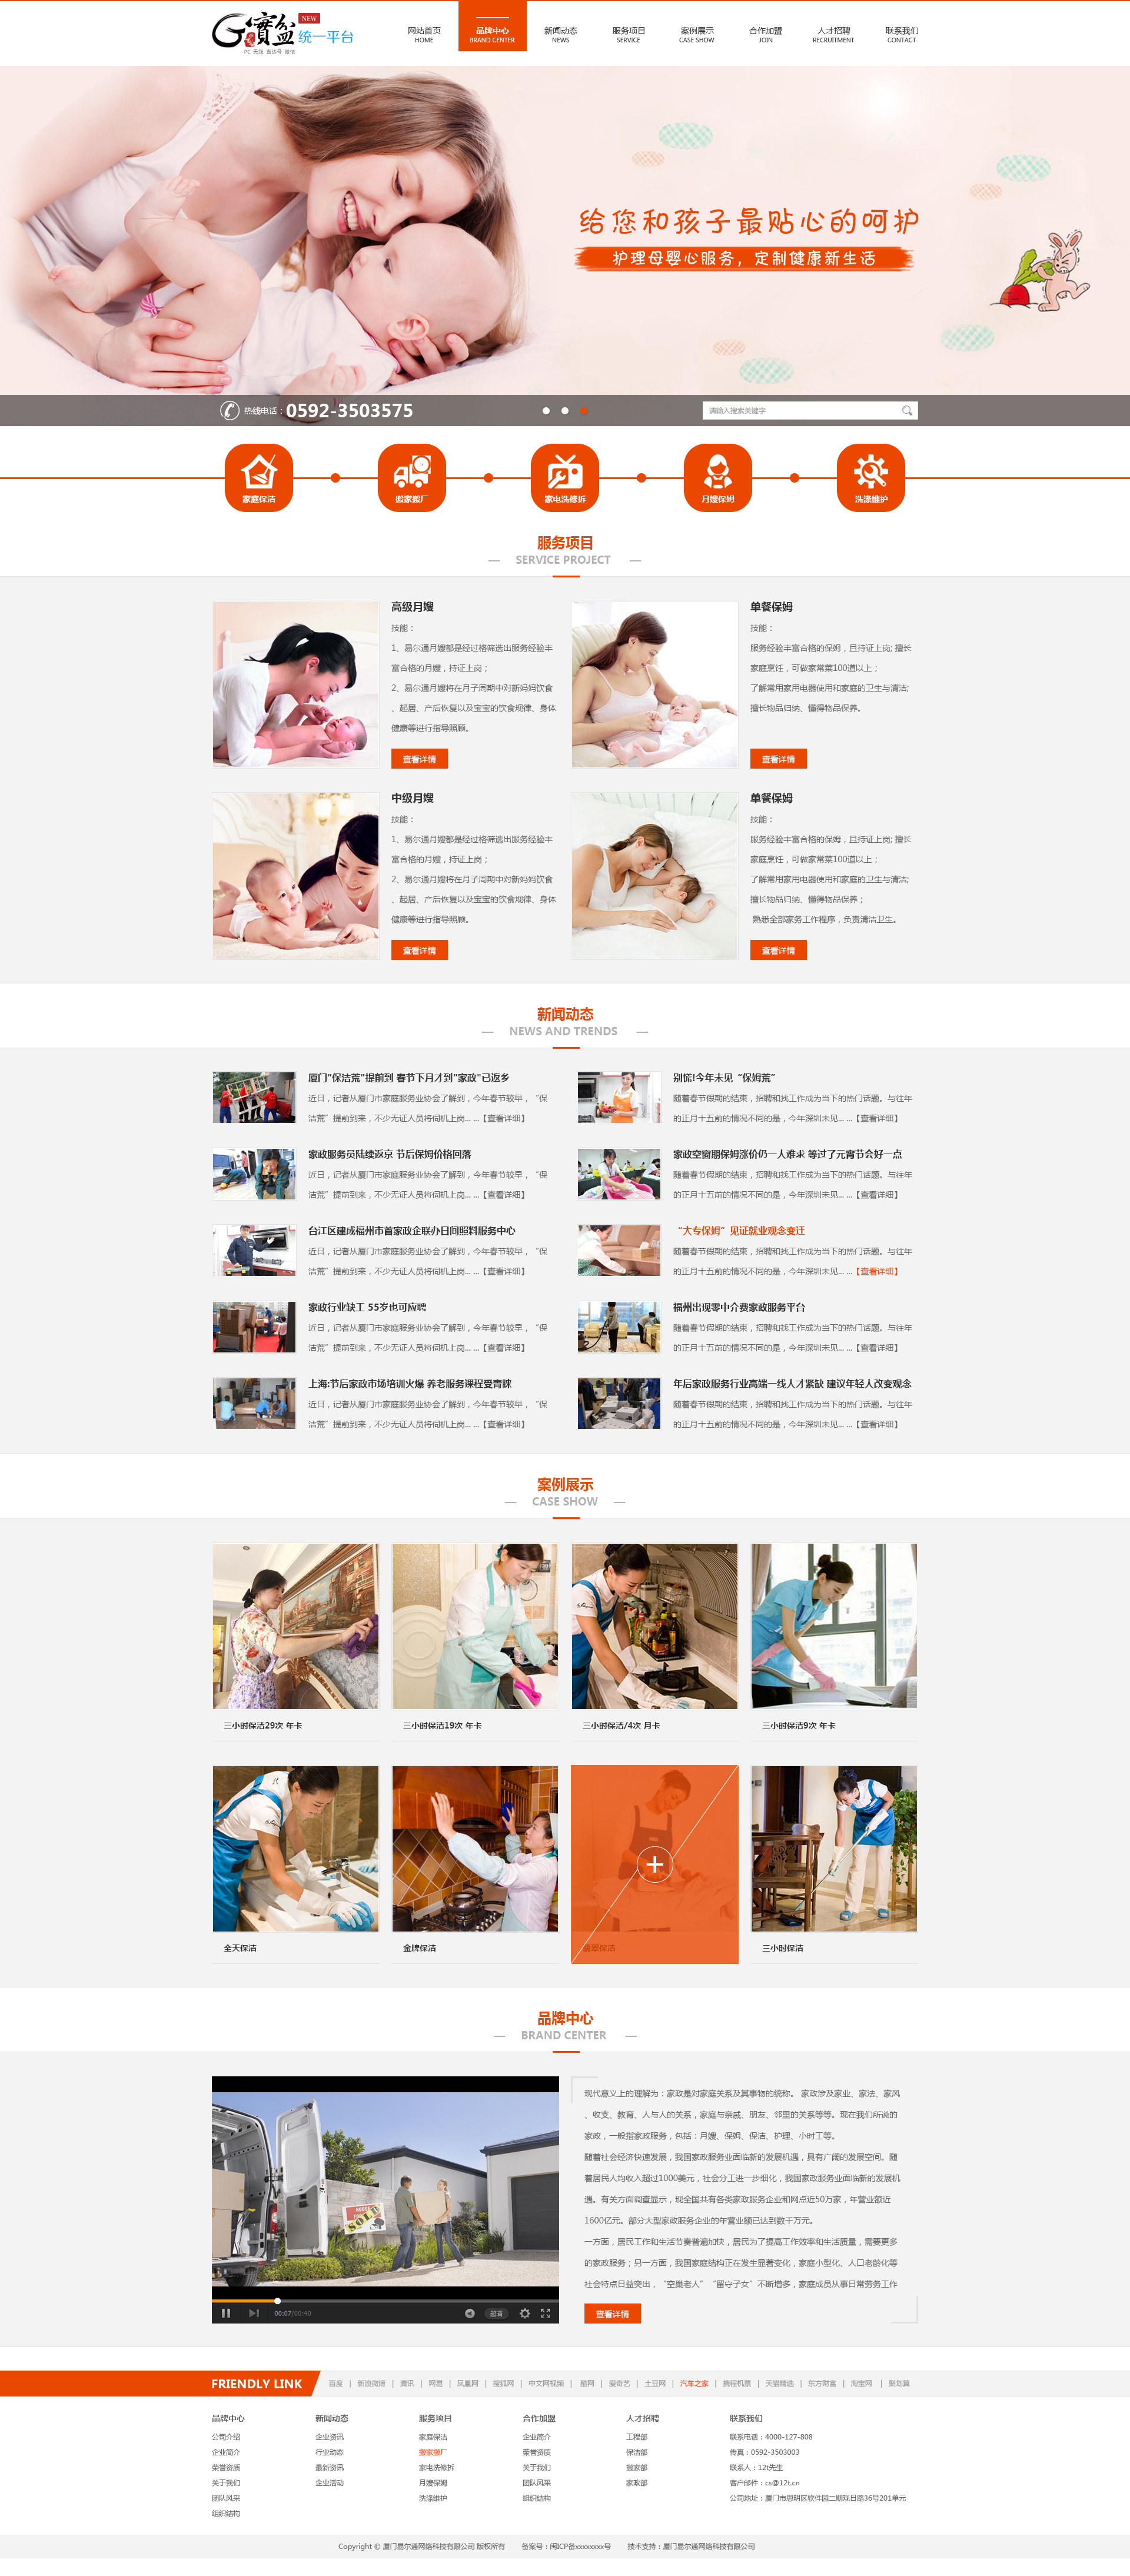 G 寶盆
NEW
统一平台
PC 无线 直达号 微信
网站首页
HOME
品牌中心
BRAND CENTER
新闻动态
NEWS
服务项目
SERVICE
案例展示
CASE SHOW
合作加盟
JOIN
人才招聘
RECRUITMENT
联系我们
CONTACT
给您和孩子最贴心的呵护
护理母婴心服务，定制健康新生活
热线电话：0592-3503575
请输入搜索关键字
家庭保洁
搬家搬厂
家电洗修拆
月嫂保姆
洗涤维护
服务项目
— SERVICE PROJECT —
高级月嫂
技能：
1、易尔通月嫂都是经过格筛选出服务经验丰
富合格的月嫂，持证上岗；
2、易尔通月嫂将在月子周期中对新妈妈饮食
、起居、产后恢复以及宝宝的饮食规律、身体
健康等进行指导照顾。
查看详情
单餐保姆
技能：
服务经验丰富合格的保姆，且持证上岗; 擅长
家庭烹饪，可做家常菜100道以上；
了解常用家用电器使用和家庭的卫生与清洁;
擅长物品归纳、懂得物品保养。
查看详情
中级月嫂
技能：
1、易尔通月嫂都是经过格筛选出服务经验丰
富合格的月嫂，持证上岗；
2、易尔通月嫂将在月子周期中对新妈妈饮食
、起居、产后恢复以及宝宝的饮食规律、身体
健康等进行指导照顾。
查看详情
单餐保姆
技能：
服务经验丰富合格的保姆，且持证上岗; 擅长
家庭烹饪，可做家常菜100道以上；
了解常用家用电器使用和家庭的卫生与清洁;
擅长物品归纳、懂得物品保养；
熟悉全部家务工作程序，负责清洁卫生。
查看详情
新闻动态
— NEWS AND TRENDS —
厦门"保洁荒"提前到 春节下月才到"家政"已返乡
近日，记者从厦门市家庭服务业协会了解到，今年春节较早，“保
洁荒”提前到来，不少无证人员将伺机上岗... ...【查看详细】
别慌!今年未见“保姆荒”
随着春节假期的结束，招聘和找工作成为当下的热门话题。与往年
的正月十五前的情况不同的是，今年深圳未见... ...【查看详细】
家政服务员陆续返京 节后保姆价格回落
近日，记者从厦门市家庭服务业协会了解到，今年春节较早，“保
洁荒”提前到来，不少无证人员将伺机上岗... ...【查看详细】
家政空窗期保姆涨价仍一人难求 等过了元宵节会好一点
随着春节假期的结束，招聘和找工作成为当下的热门话题。与往年
的正月十五前的情况不同的是，今年深圳未见... ...【查看详细】
台江区建成福州市首家政企联办日间照料服务中心
近日，记者从厦门市家庭服务业协会了解到，今年春节较早，“保
洁荒”提前到来，不少无证人员将伺机上岗... ...【查看详细】
“大专保姆”见证就业观念变迁
随着春节假期的结束，招聘和找工作成为当下的热门话题。与往年
的正月十五前的情况不同的是，今年深圳未见... ...【查看详细】
家政行业缺工 55岁也可应聘
近日，记者从厦门市家庭服务业协会了解到，今年春节较早，“保
洁荒”提前到来，不少无证人员将伺机上岗... ...【查看详细】
福州出现零中介费家政服务平台
随着春节假期的结束，招聘和找工作成为当下的热门话题。与往年
的正月十五前的情况不同的是，今年深圳未见... ...【查看详细】
上海:节后家政市场培训火爆 养老服务课程受青睐
近日，记者从厦门市家庭服务业协会了解到，今年春节较早，“保
洁荒”提前到来，不少无证人员将伺机上岗... ...【查看详细】
年后家政服务行业高端一线人才紧缺 建议年轻人改变观念
随着春节假期的结束，招聘和找工作成为当下的热门话题。与往年
的正月十五前的情况不同的是，今年深圳未见... ...【查看详细】
案例展示
— CASE SHOW —
三小时保洁29次 年卡
三小时保洁19次 年卡
三小时保洁/4次 月卡
三小时保洁9次 年卡
全天保洁
金牌保洁
翡翠保洁
三小时保洁
品牌中心
— BRAND CENTER —
SOLD
00:07/00:40
超清
现代意义上的理解为：家政是对家庭关系及其事物的统称。 家政涉及家业、家法、家风
、收支、教育、人与人的关系，家庭与亲戚、朋友、邻里的关系等等。现在我们所说的
家政，一般指家政服务，包括：月嫂、保姆、保洁、护理、小时工等。
随着社会经济快速发展，我国家政服务业面临新的发展机遇，具有广阔的发展空间。随
着居民人均收入超过1000美元，社会分工进一步细化，我国家政服务业面临新的发展机
遇。有关方面调查显示，现全国共有各类家政服务企业和网点近50万家，年营业额近
1600亿元。部分大型家政服务企业的年营业额已达到数千万元。
一方面，居民工作和生活节奏普遍加快，居民为了提高工作效率和生活质量，需要更多
的家政服务；另一方面，我国家庭结构正在发生显著变化，家庭小型化、人口老龄化等
社会特点日益突出，“空巢老人”“留守子女”不断增多，家庭成员从事日常劳务工作
查看详情
FRIENDLY LINK
百度 | 新浪微博 | 腾讯 | 网易 | 凤凰网 | 搜狐网 | 中文网视频 | 酷网 | 爱奇艺 | 土豆网 | 汽车之家 | 携程机票 | 天猫精选 | 东方财富 | 淘宝网 | 聚划算
品牌中心
公司介绍
企业简介
荣誉资质
关于我们
团队风采
组织结构
新闻动态
企业资讯
行业动态
最新资讯
企业活动
服务项目
家庭保洁
搬家搬厂
家电洗修拆
月嫂保姆
洗涤维护
合作加盟
企业简介
荣誉资质
关于我们
团队风采
组织结构
人才招聘
工程部
保洁部
搬家部
家政部
联系我们
联系电话：4000-127-808
传真：0592-3503003
联系人：12t先生
客户邮件：cs@12t.cn
公司地址：厦门市思明区软件园二期观日路36号201单元
Copyright © 厦门易尔通网络科技有限公司 版权所有 备案号：闽ICP备xxxxxxxx号 技术支持：厦门易尔通网络科技有限公司